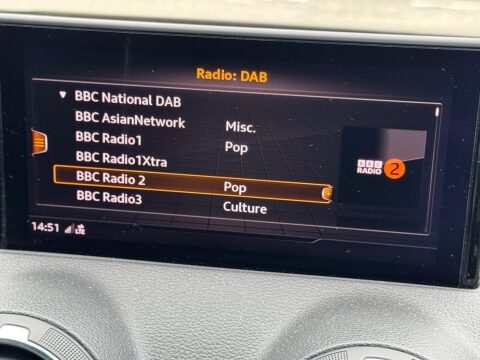 Radio: DAB
▼ BBC National DAB
BBC AsianNetwork Misc.
BBC Radio1 Pop
BBC Radio1Xtra
BBC Radio 2 Pop
BBC Radio3 Culture
BBC
RADIO 2
14:51 LTE